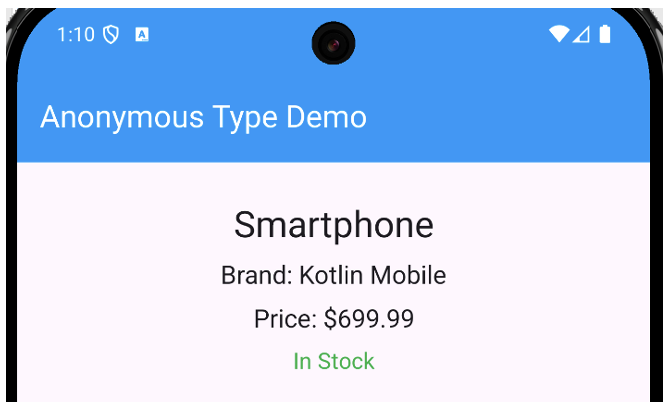 1:10
Anonymous Type Demo
Smartphone
Brand: Kotlin Mobile
Price: $699.99
In Stock